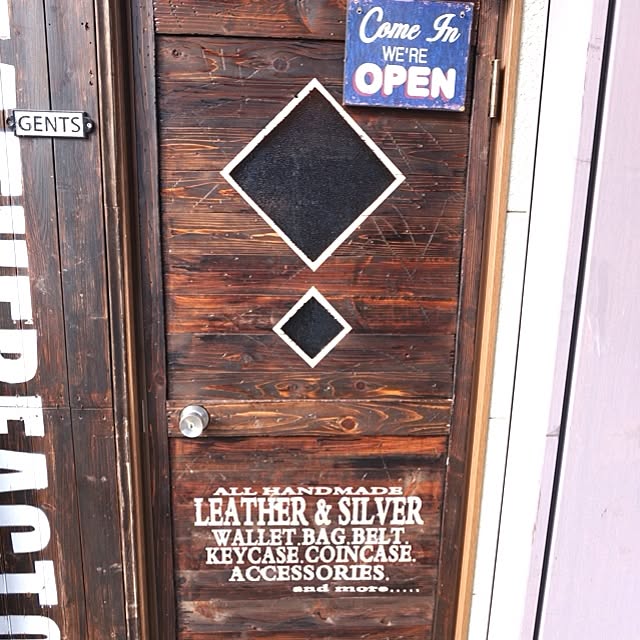 Come In
WE'RE
OPEN
GENTS
ALL HANDMADE
LEATHER & SILVER
WALLET.BAG.BELT.
KEYCASE.COINCASE.
ACCESSORIES.
and more.....